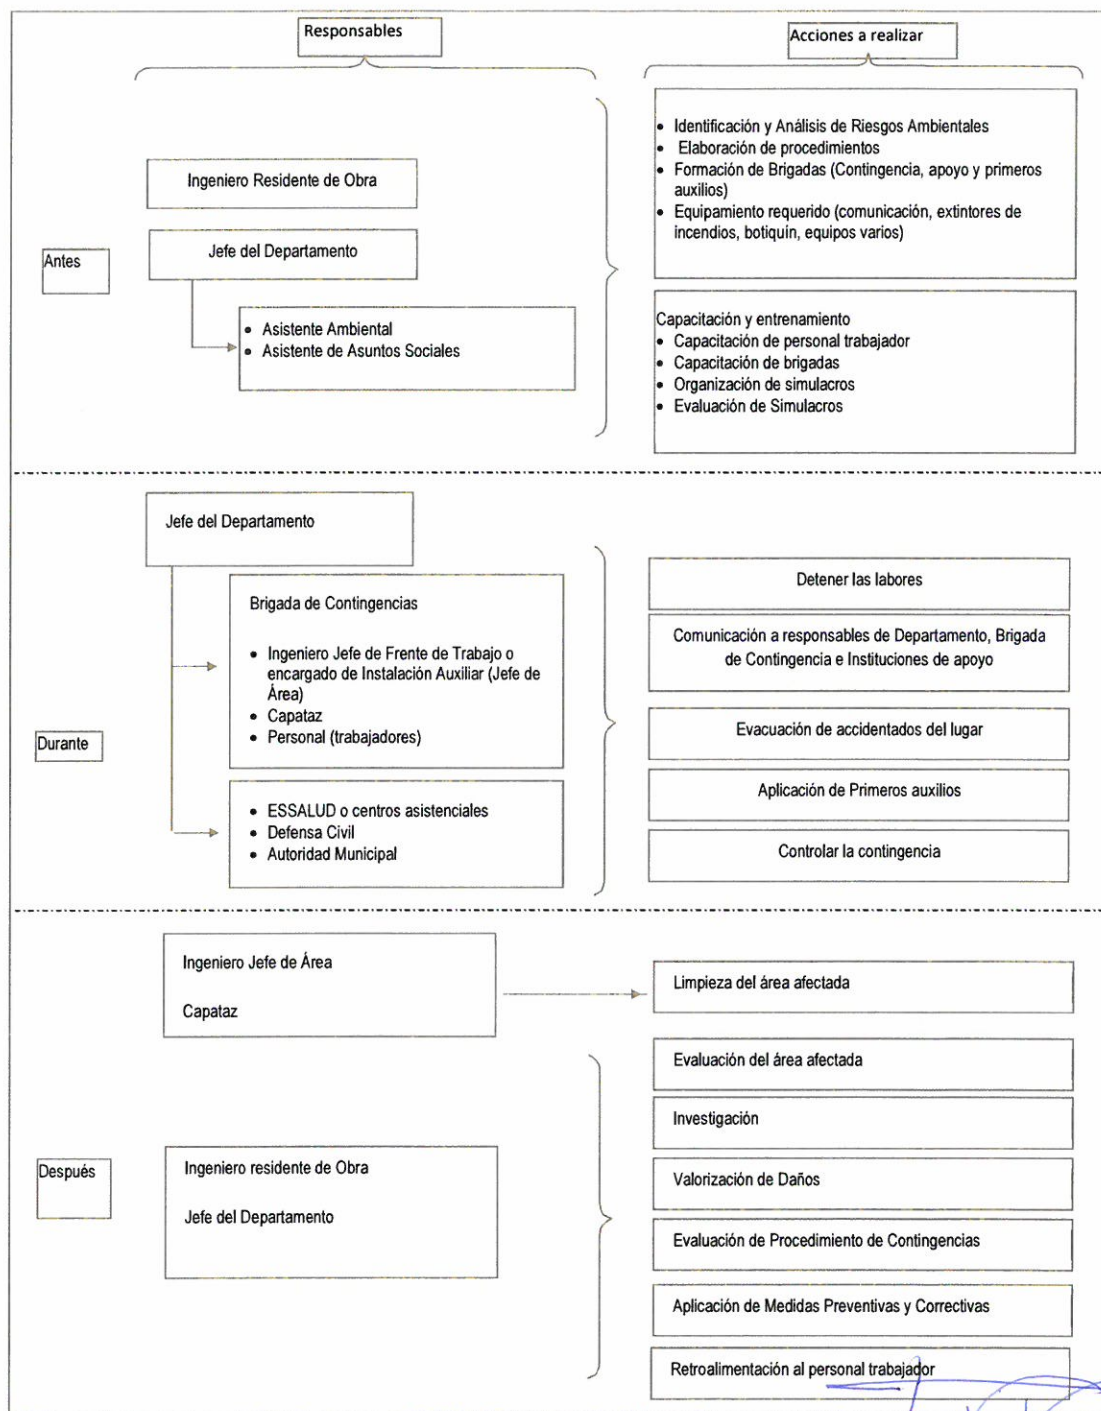 Responsables
Acciones a realizar
Antes
Ingeniero Residente de Obra
Jefe del Departamento
• Asistente Ambiental
• Asistente de Asuntos Sociales
• Identificación y Análisis de Riesgos Ambientales
• Elaboración de procedimientos
• Formación de Brigadas (Contingencia, apoyo y primeros
auxilios)
• Equipamiento requerido (comunicación, extintores de
incendios, botiquín, equipos varios)
Capacitación y entrenamiento
• Capacitación de personal trabajador
• Capacitación de brigadas
• Organización de simulacros
• Evaluación de Simulacros
Durante
Jefe del Departamento
Brigada de Contingencias
• Ingeniero Jefe de Frente de Trabajo o
encargado de Instalación Auxiliar (Jefe de
Área)
• Capataz
• Personal (trabajadores)
• ESSALUD o centros asistenciales
• Defensa Civil
• Autoridad Municipal
Detener las labores
Comunicación a responsables de Departamento, Brigada
de Contingencia e Instituciones de apoyo
Evacuación de accidentados del lugar
Aplicación de Primeros auxilios
Controlar la contingencia
Después
Ingeniero Jefe de Área
Capataz
Limpieza del área afectada
Ingeniero residente de Obra
Jefe del Departamento
Evaluación del área afectada
Investigación
Valorización de Daños
Evaluación de Procedimiento de Contingencias
Aplicación de Medidas Preventivas y Correctivas
Retroalimentación al personal trabajador